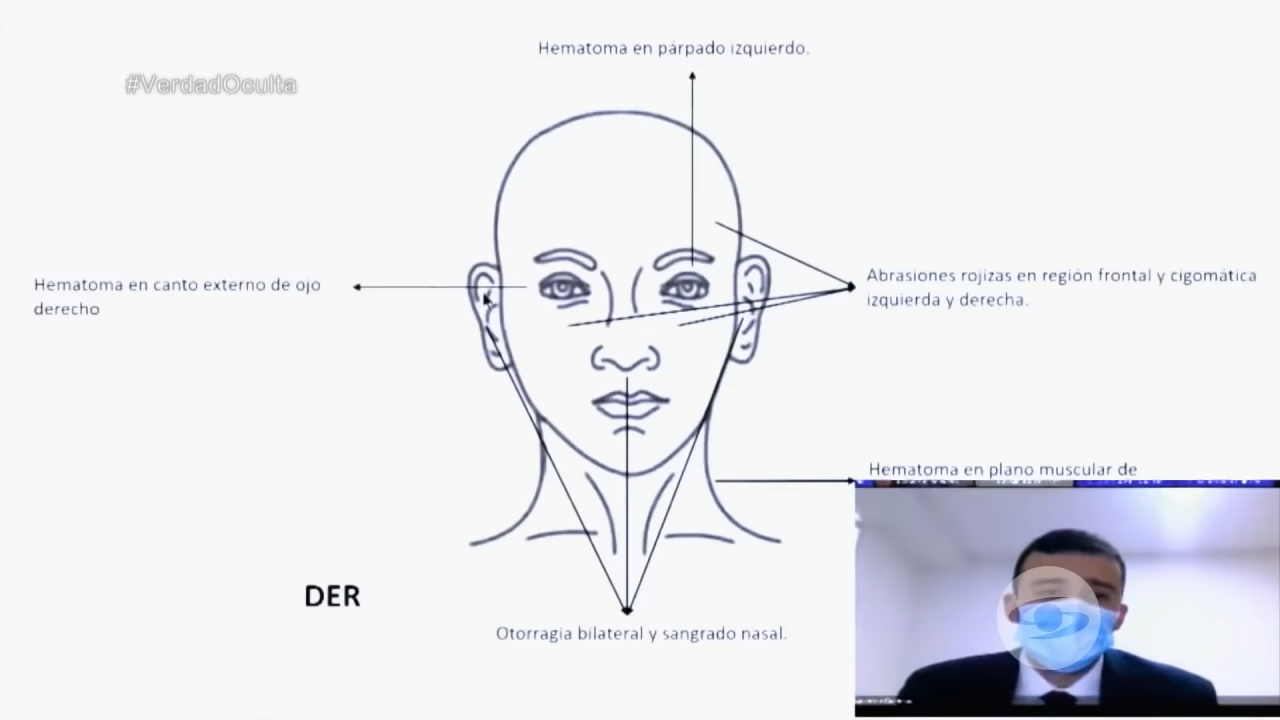 Hematoma en párpado izquierdo.
#VerdadOculta
Hematoma en canto externo de ojo
derecho
Abrasiones rojizas en región frontal y cigomática
izquierda y derecha.
Hematoma en plano muscular de
DER
Otorragia bilateral y sangrado nasal.